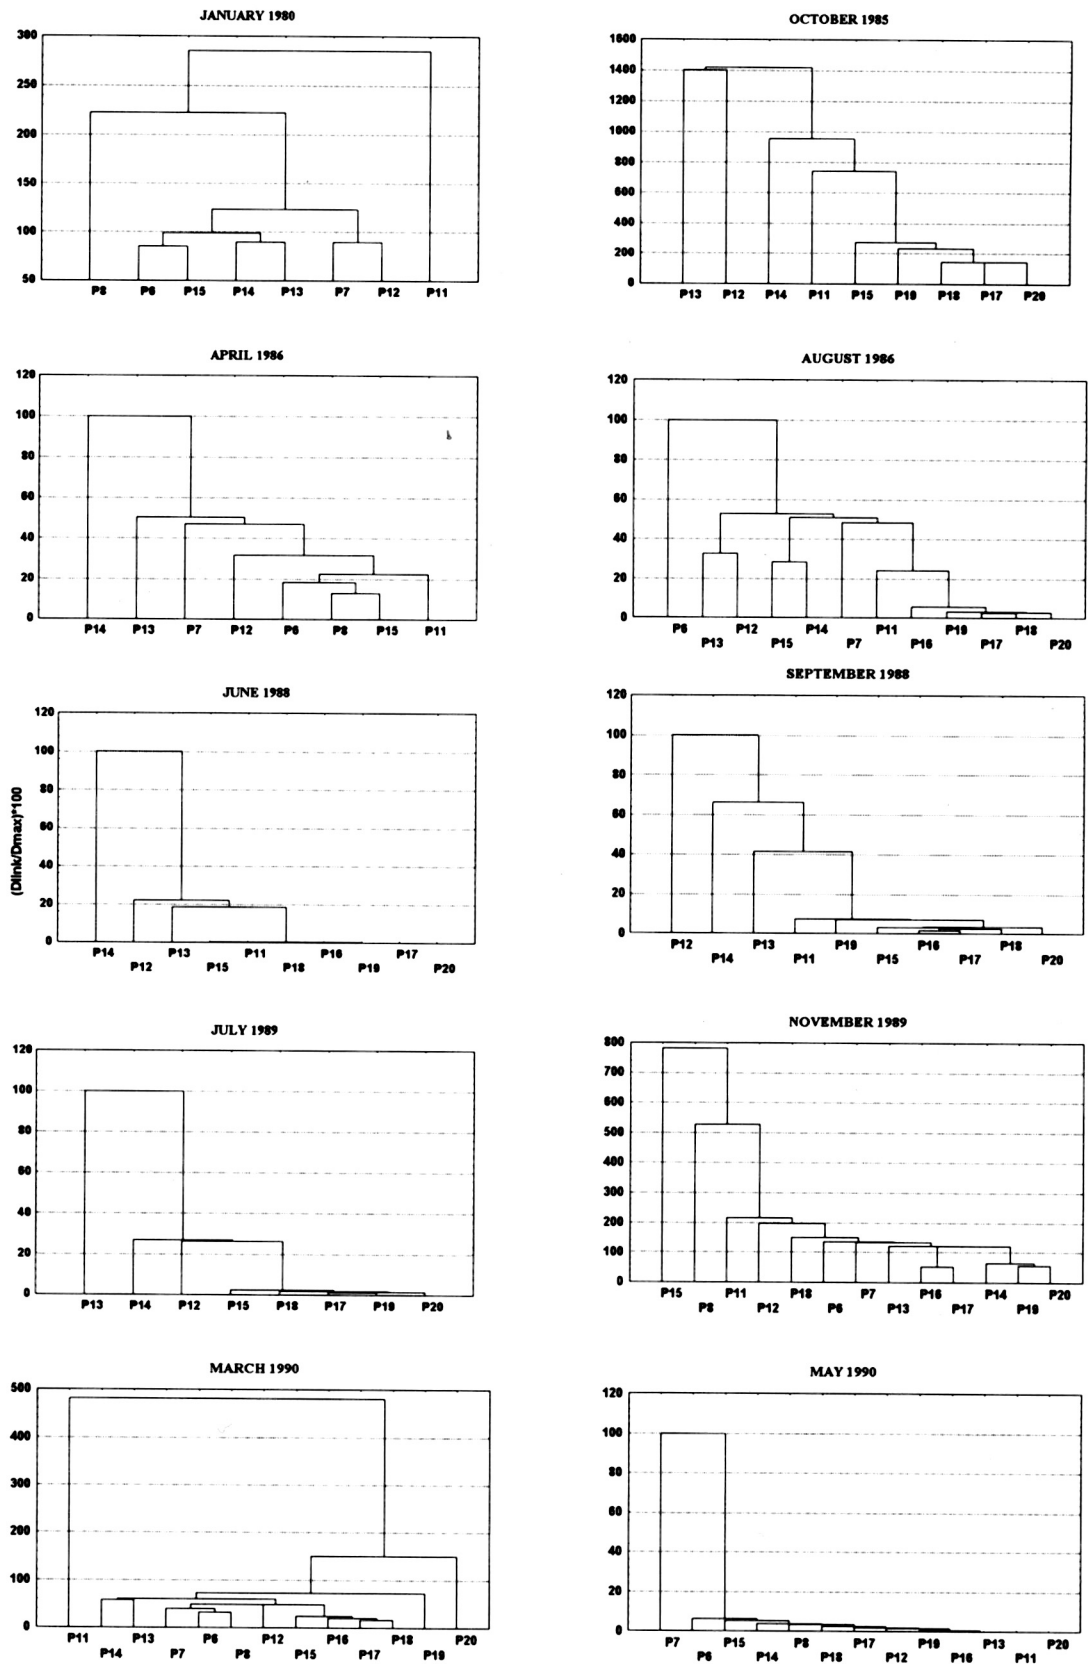 JANUARY 1980
300
250
200
150
100
50
P8 P6 P15 P14 P13 P7 P12 P11
OCTOBER 1985
1600
1400
1200
1000
800
600
400
200
0
P13 P12 P14 P11 P15 P19 P18 P17 P20
APRIL 1986
120
100
80
60
40
20
0
P14 P13 P7 P12 P6 P8 P15 P11
AUGUST 1986
120
100
80
60
40
20
0
P6 P12 P14 P11 P19 P18
P13 P15 P7 P16 P17 P20
JUNE 1988
(Dlink/Dmax)*100
120
100
80
60
40
20
0
P14 P13 P11 P16 P17
P12 P15 P18 P19 P20
SEPTEMBER 1988
120
100
80
60
40
20
0
P12 P13 P19 P16 P18
P14 P11 P15 P17 P20
JULY 1989
120
100
80
60
40
20
0
P13 P14 P12 P15 P18 P17 P19 P20
NOVEMBER 1989
800
700
600
500
400
300
200
100
0
P15 P11 P18 P7 P16 P14 P20
P8 P12 P6 P13 P17 P19
MARCH 1990
500
400
300
200
100
0
P11 P13 P6 P12 P16 P18 P20
P14 P7 P8 P15 P17 P19
MAY 1990
120
100
80
60
40
20
0
P7 P15 P8 P17 P19 P13 P20
P6 P14 P18 P12 P16 P11